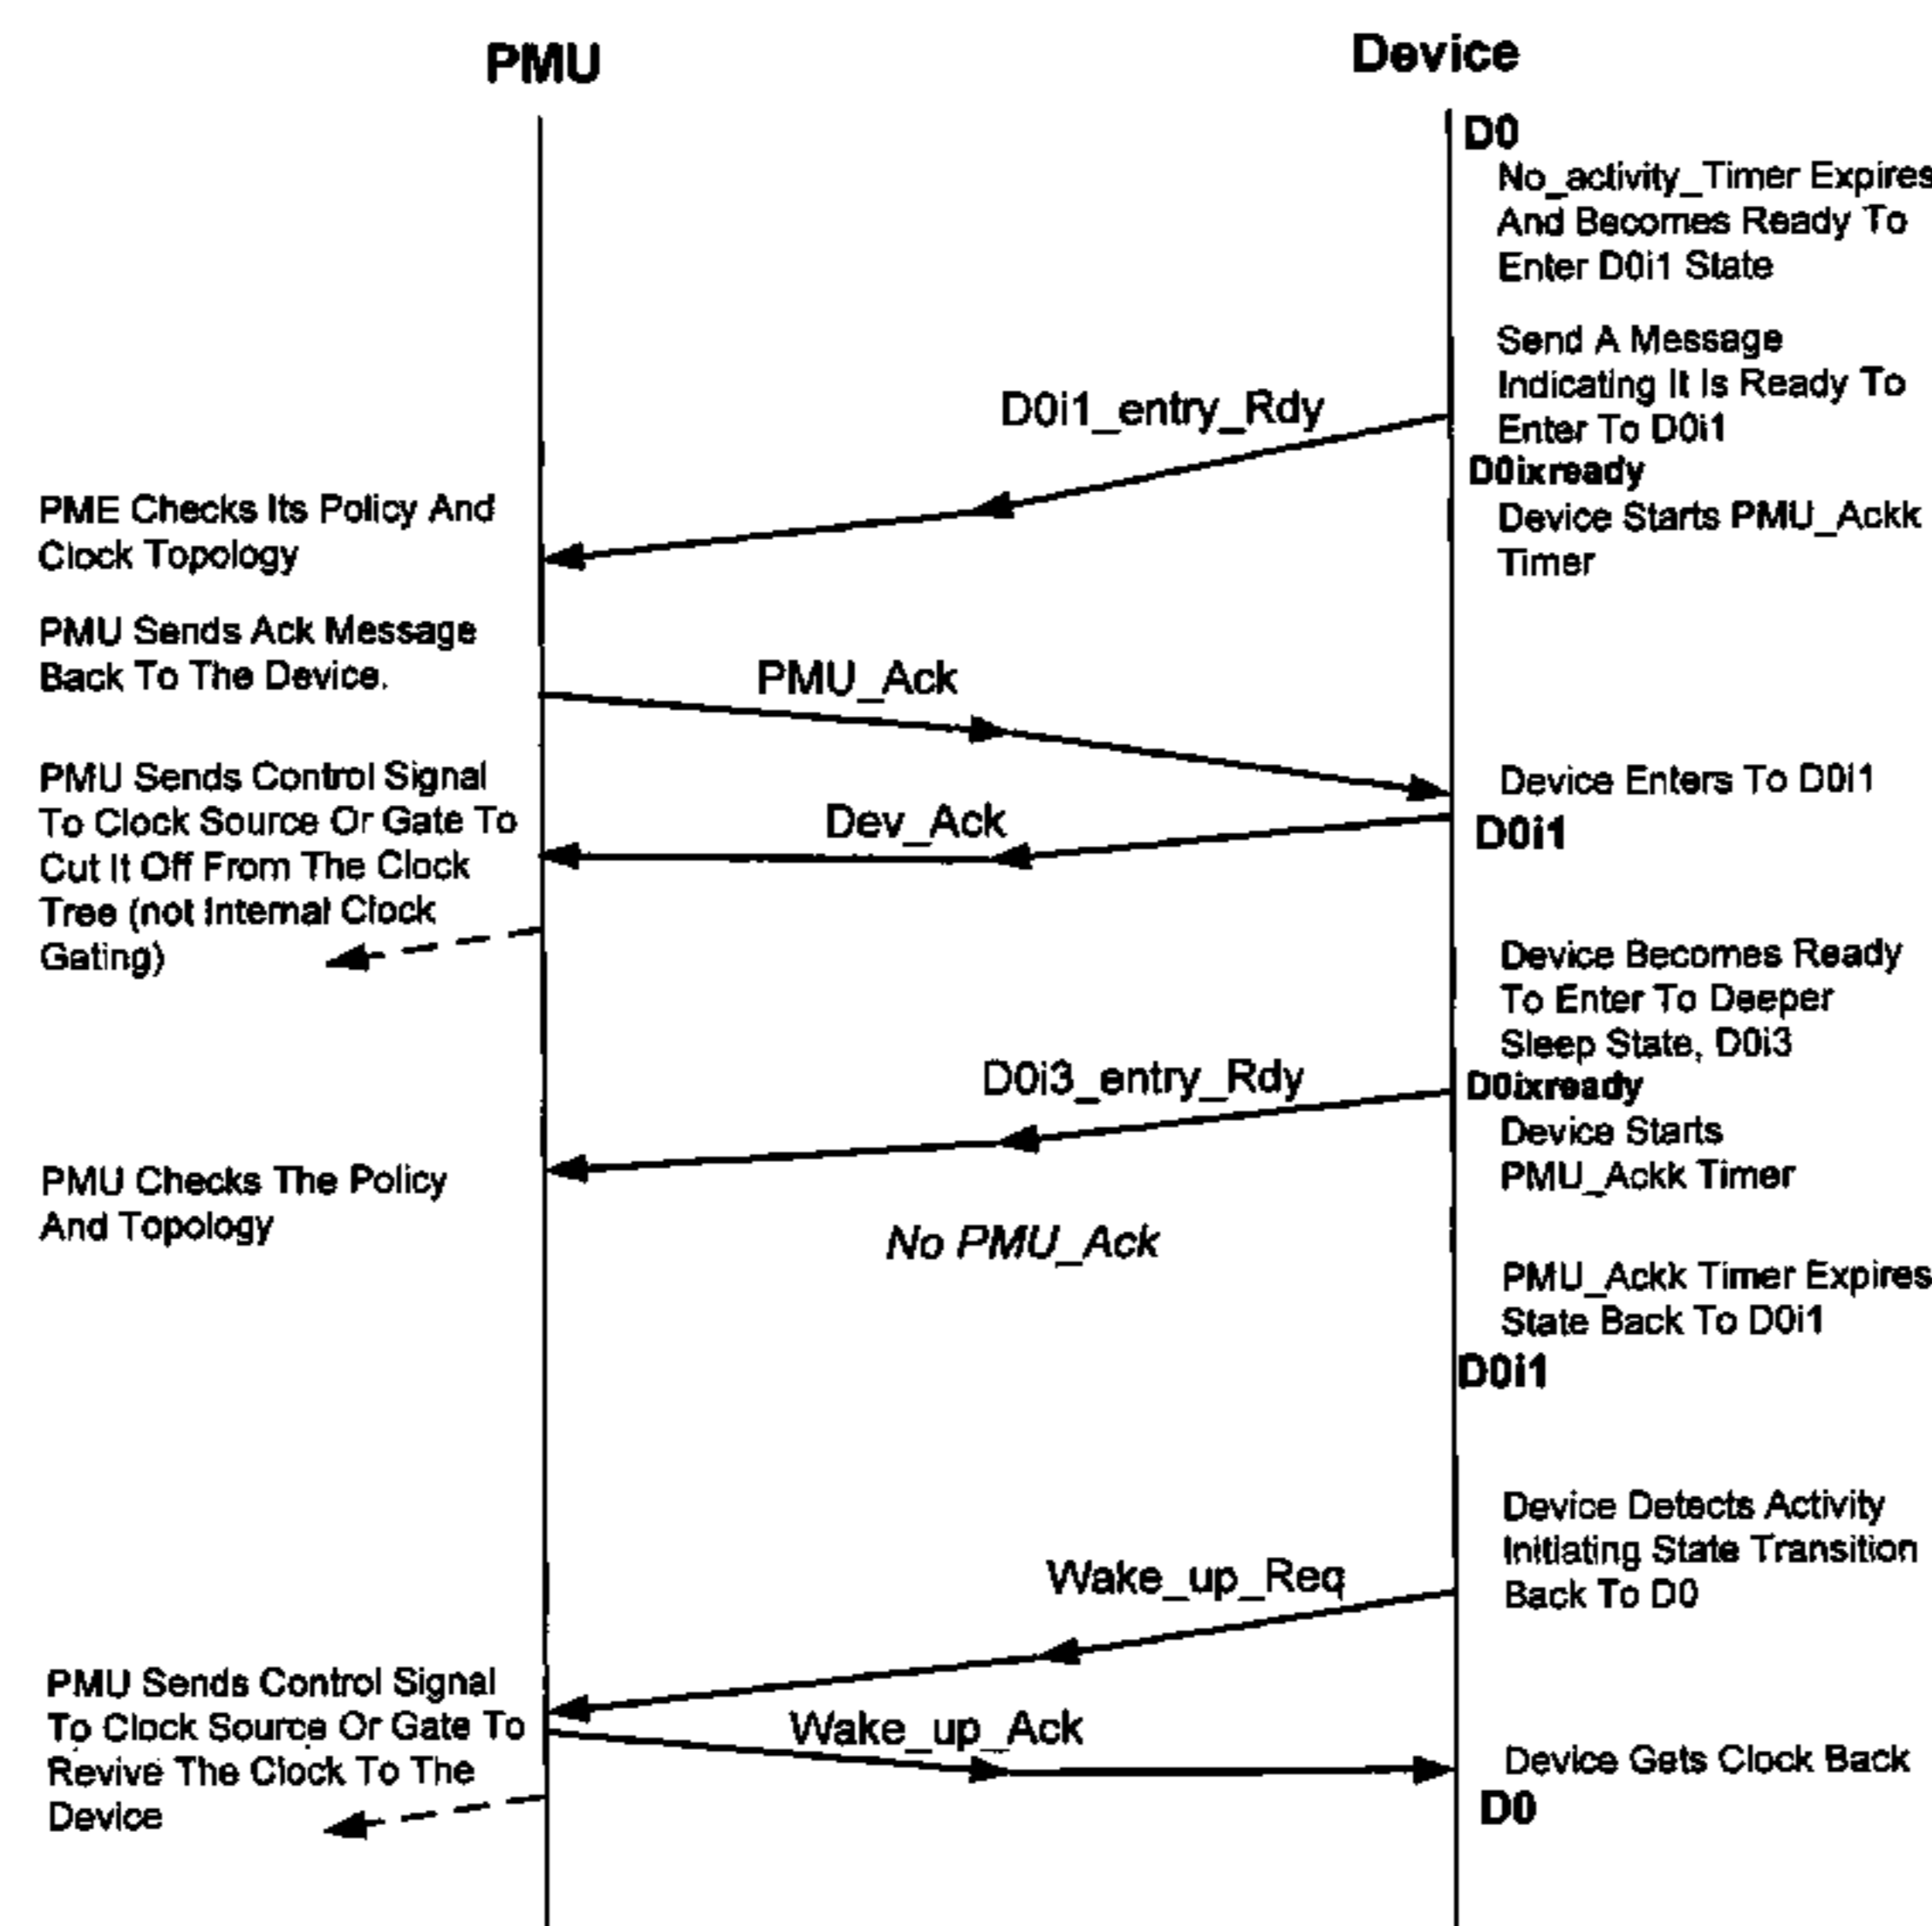 PMU
Device
D0
No_activity_Timer Expires
And Becomes Ready To
Enter D0i1 State
Send A Message
Indicating It Is Ready To
Enter To D0i1
D0i1_entry_Rdy
D0ixready
Device Starts PMU_Ackk
Timer
PME Checks Its Policy And
Clock Topology
PMU Sends Ack Message
Back To The Device.
PMU_Ack
Device Enters To D0i1
D0i1
Dev_Ack
PMU Sends Control Signal
To Clock Source Or Gate To
Cut It Off From The Clock
Tree (not Internal Clock
Gating)
Device Becomes Ready
To Enter To Deeper
Sleep State, D0i3
D0i3_entry_Rdy
D0ixready
Device Starts
PMU_Ackk Timer
PMU Checks The Policy
And Topology
No PMU_Ack
PMU_Ackk Timer Expires
State Back To D0i1
D0i1
Device Detects Activity
Initiating State Transition
Back To D0
Wake_up_Req
PMU Sends Control Signal
To Clock Source Or Gate To
Revive The Clock To The
Device
Wake_up_Ack
Device Gets Clock Back
D0